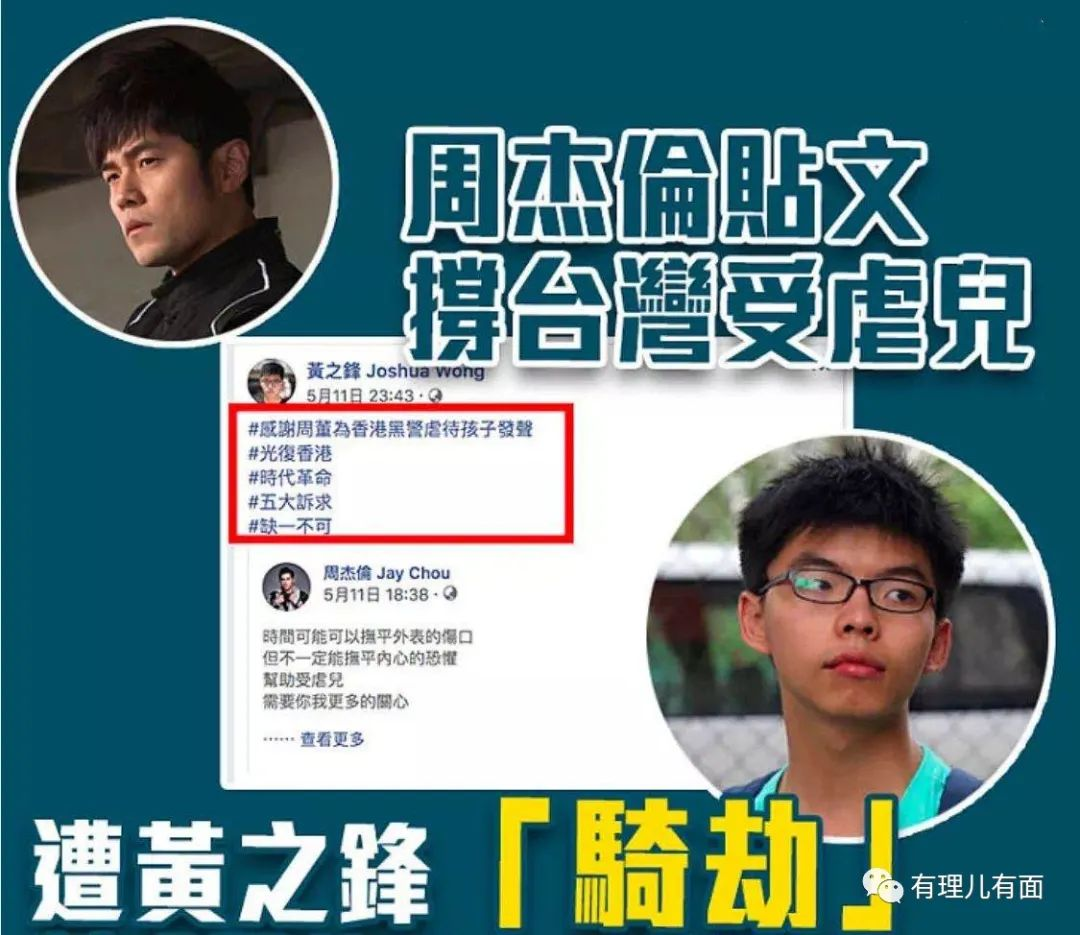 周杰倫貼文
撐台灣受虐兒
黃之鋒 Joshua Wong
5月11日 23:43 ·
#感謝周董為香港黑警虐待孩子發聲
#光復香港
#時代革命
#五大訴求
#缺一不可
周杰倫 Jay Chou
5月11日 18:38 ·
時間可能可以撫平外表的傷口
但不一定能撫平內心的恐懼
幫助受虐兒
需要你我更多的關心
⋯⋯ 查看更多
遭黃之鋒「騎劫」
有理儿有面